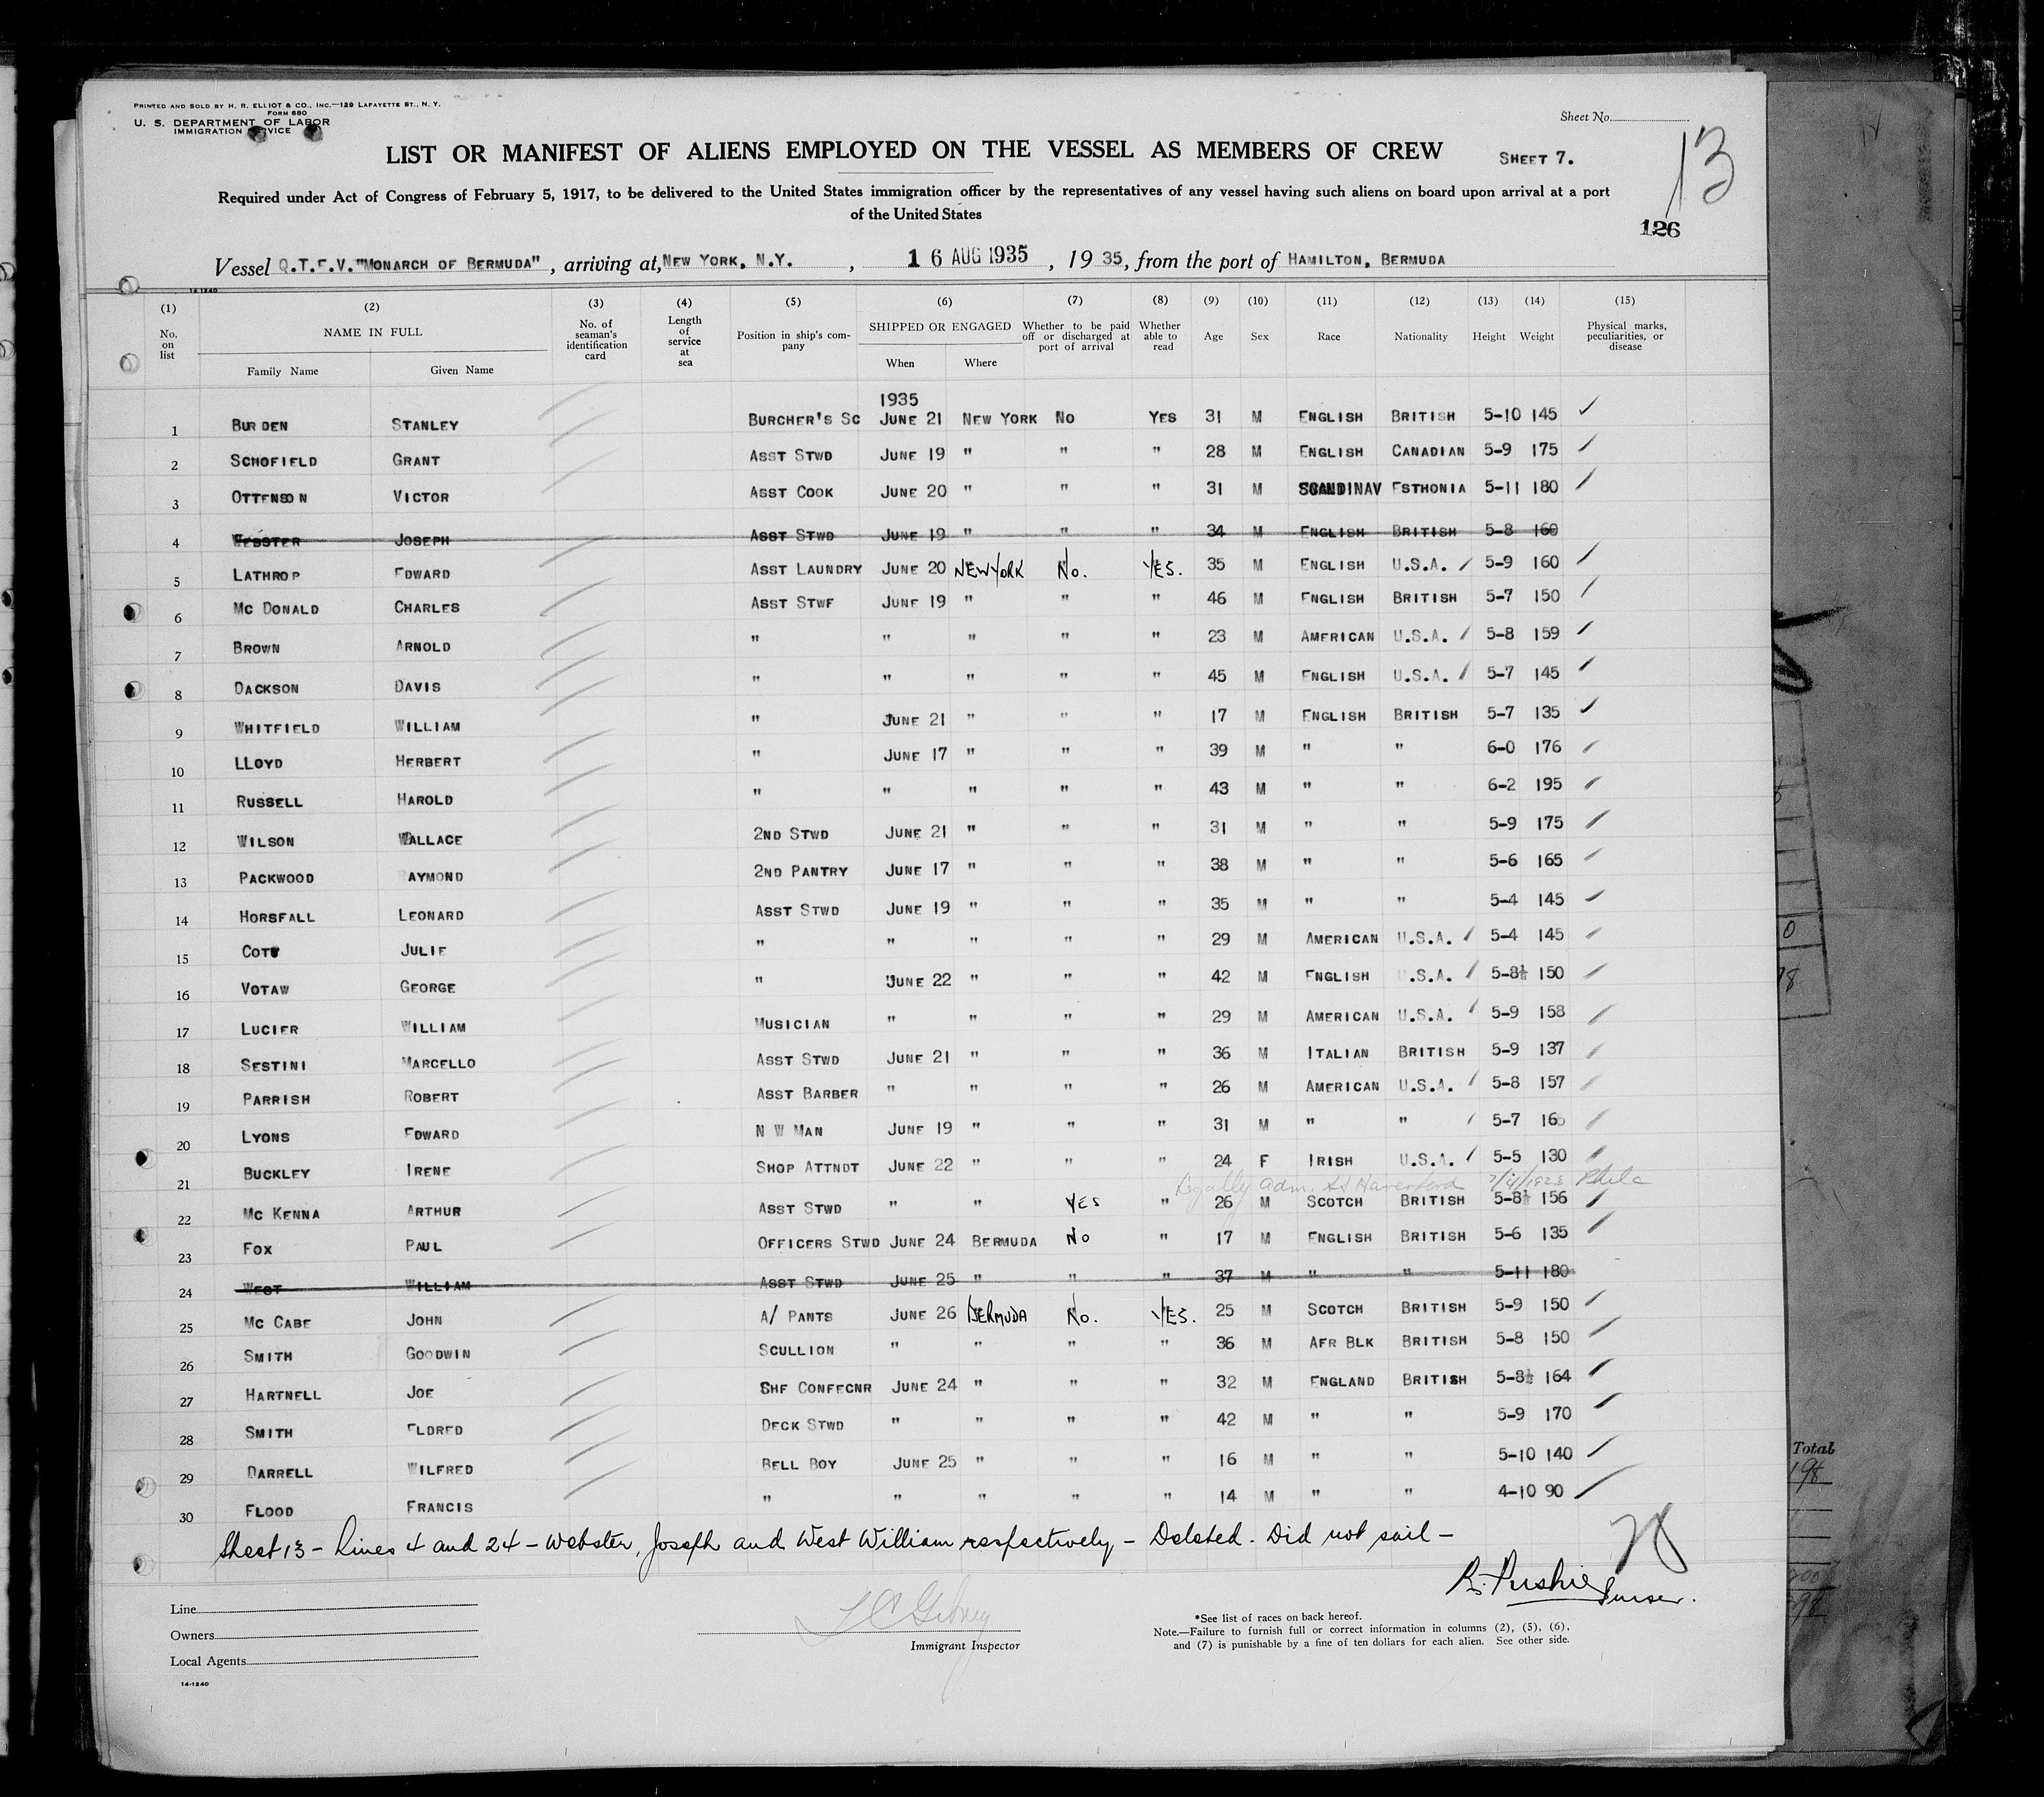 PRINTED AND SOLD BY H. R. ELLIOT & CO., INC.—129 LAFAYETTE ST., N. Y.
FORM 680
U. S. DEPARTMENT OF LABOR
IMMIGRATION SERVICE
Sheet No.
LIST OR MANIFEST OF ALIENS EMPLOYED ON THE VESSEL AS MEMBERS OF CREW
SHEET 7.
13
Required under Act of Congress of February 5, 1917, to be delivered to the United States immigration officer by the representatives of any vessel having such aliens on board upon arrival at a port
of the United States
126
Vessel Q.T.E.V."MONARCH OF BERMUDA", arriving at, NEW YORK, N.Y., 16 AUG 1935, 1935, from the port of HAMILTON, BERMUDA
14-1240
(1) (2) (3) (4) (5) (6) (7) (8) (9) (10) (11) (12) (13) (14) (15)
No. on list NAME IN FULL Family Name Given Name No. of seaman's identification card Length of service at sea Position in ship's company SHIPPED OR ENGAGED When Where Whether to be paid off or discharged at port of arrival Whether able to read Age Sex Race Nationality Height Weight Physical marks, peculiarities, or disease
1935
1 BURDEN STANLEY BURCHER'S SC JUNE 21 NEW YORK NO YES 31 M ENGLISH BRITISH 5-10 145
2 SCHOFIELD GRANT ASST STWD JUNE 19 " " " 28 M ENGLISH CANADIAN 5-9 175
3 OTTENSON VICTOR ASST COOK JUNE 20 " " " 31 M SCANDINAV ESTHONIA 5-11 180
4 WEBSTER JOSEPH ASST STWD JUNE 19 " " " 34 M ENGLISH BRITISH 5-8 160
5 LATHROP EDWARD ASST LAUNDRY JUNE 20 NEW YORK NO. YES. 35 M ENGLISH U.S.A. 5-9 160
6 MC DONALD CHARLES ASST STWF JUNE 19 " " " 46 M ENGLISH BRITISH 5-7 150
7 BROWN ARNOLD " " " " " 23 M AMERICAN U.S.A. 5-8 159
8 DACKSON DAVIS " " " " " 45 M ENGLISH U.S.A. 5-7 145
9 WHITFIELD WILLIAM " JUNE 21 " " " 17 M ENGLISH BRITISH 5-7 135
10 LLOYD HERBERT " JUNE 17 " " " 39 M " " 6-0 176
11 RUSSELL HAROLD " " " " " 43 M " " 6-2 195
12 WILSON WALLACE 2ND STWD JUNE 21 " " " 31 M " " 5-9 175
13 PACKWOOD AYMOND 2ND PANTRY JUNE 17 " " " 38 M " " 5-6 165
14 HORSFALL LEONARD ASST STWD JUNE 19 " " " 35 M " " 5-4 145
15 JULIE " " " " " 29 M AMERICAN U.S.A. 5-4 145
16 VOTAW GEORGE " JUNE 22 " " " 42 M ENGLISH U.S.A. 5-8½ 150
17 LUCIER WILLIAM MUSICIAN " " " " 29 M AMERICAN U.S.A. 5-9 158
18 SESTINI MARCELLO ASST STWD JUNE 21 " " " 36 M ITALIAN BRITISH 5-9 137
19 PARRISH ROBERT ASST BARBER " " " " 26 M AMERICAN U.S.A. 5-8 157
20 LYONS EDWARD N W MAN JUNE 19 " " " 31 M " " 5-7 165
21 BUCKLEY IRENE SHOP ATTNDT JUNE 22 " " " 24 F IRISH U.S.A. 5-5 130
Legally adm. SS Haverford Phila
22 MC KENNA ARTHUR ASST STWD " " YES " 26 M SCOTCH BRITISH 5-8½ 156
23 FOX PAUL OFFICERS STWD JUNE 24 BERMUDA NO " 17 M ENGLISH BRITISH 5-6 135
24 WEST WILLIAM ASST STWD JUNE 25 " " " 37 M " " 5-11 180
25 MC CABE JOHN A/ PANTS JUNE 26 BERMUDA NO. YES. 25 M SCOTCH BRITISH 5-9 150
26 SMITH GOODWIN SCULLION " " " " 36 M AFR BLK BRITISH 5-8 150
27 HARTNELL JOE CHF CONFECNR JUNE 24 " " " 32 M ENGLAND BRITISH 5-8½ 164
28 SMITH ELDRED DECK STWD " " " " 42 M " " 5-9 170
29 DARRELL WILFRED BELL BOY JUNE 25 " " " 16 M " " 5-10 140
30 FLOOD FRANCIS " " " " " 14 M " " 4-10 90
Sheet 13 – Lines 4 and 24 – Webster, Joseph and West William respectively – Deleted. Did not sail –
28
R. Pushie Purser.
Line
Owners
Local Agents
14-1240
Immigrant Inspector
*See list of races on back hereof.
Note.—Failure to furnish full or correct information in columns (2), (5), (6),
and (7) is punishable by a fine of ten dollars for each alien. See other side.
Total
198